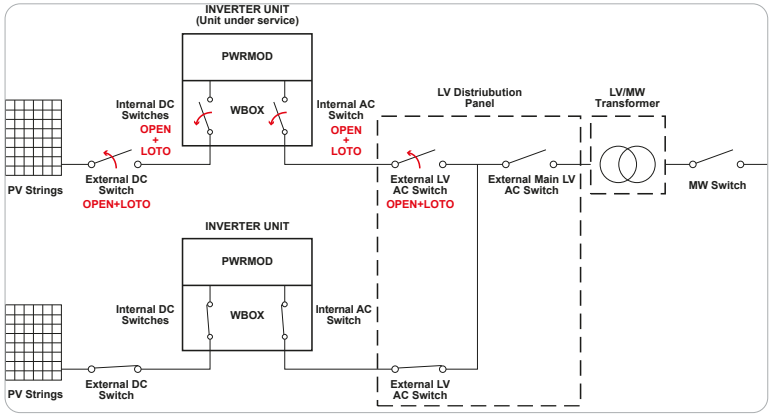 INVERTER UNIT
(Unit under service)
PWRMOD
Internal DC
Switches
OPEN
+
LOTO
WBOX
Internal AC
Switch
OPEN
+
LOTO
LV Distriubution
Panel
LV/MW
Transformer
PV Strings
External DC
Switch
OPEN+LOTO
External LV
AC Switch
OPEN+LOTO
External Main LV
AC Switch
MW Switch
INVERTER UNIT
PWRMOD
Internal DC
Switches
WBOX
Internal AC
Switch
PV Strings
External DC
Switch
External LV
AC Switch